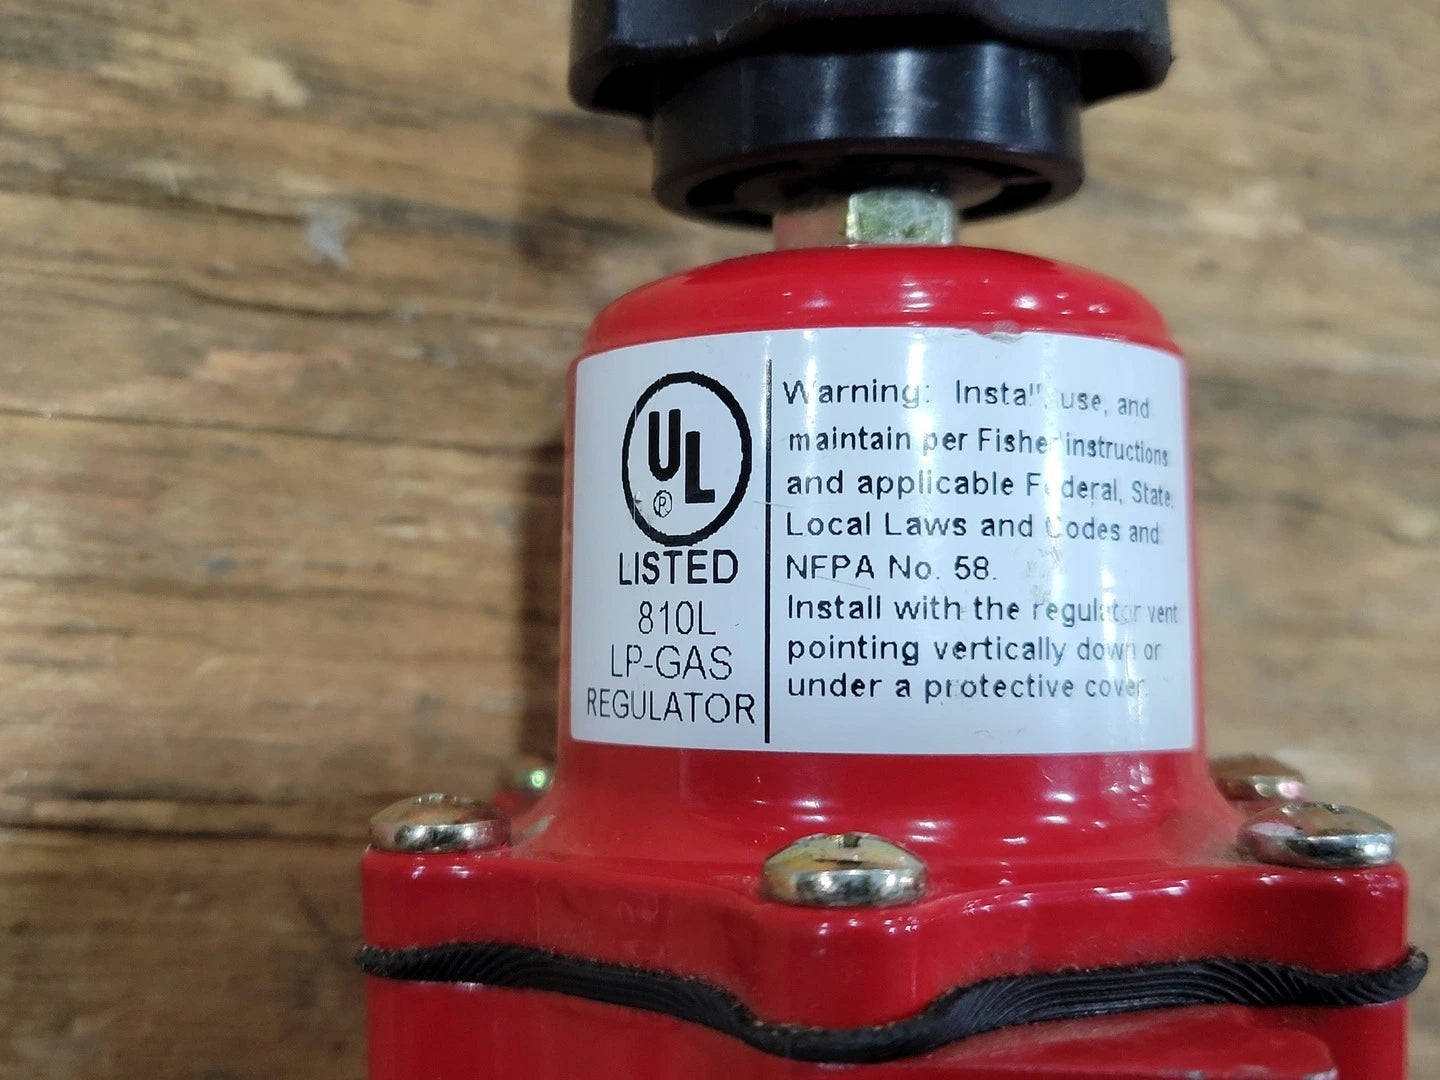 UL
®
LISTED
810L
LP-GAS
REGULATOR
Warning: Install, use, and
maintain per Fisher instructions
and applicable Federal, State,
Local Laws and Codes and
NFPA No. 58.
Install with the regulator vent
pointing vertically down or
under a protective cover.